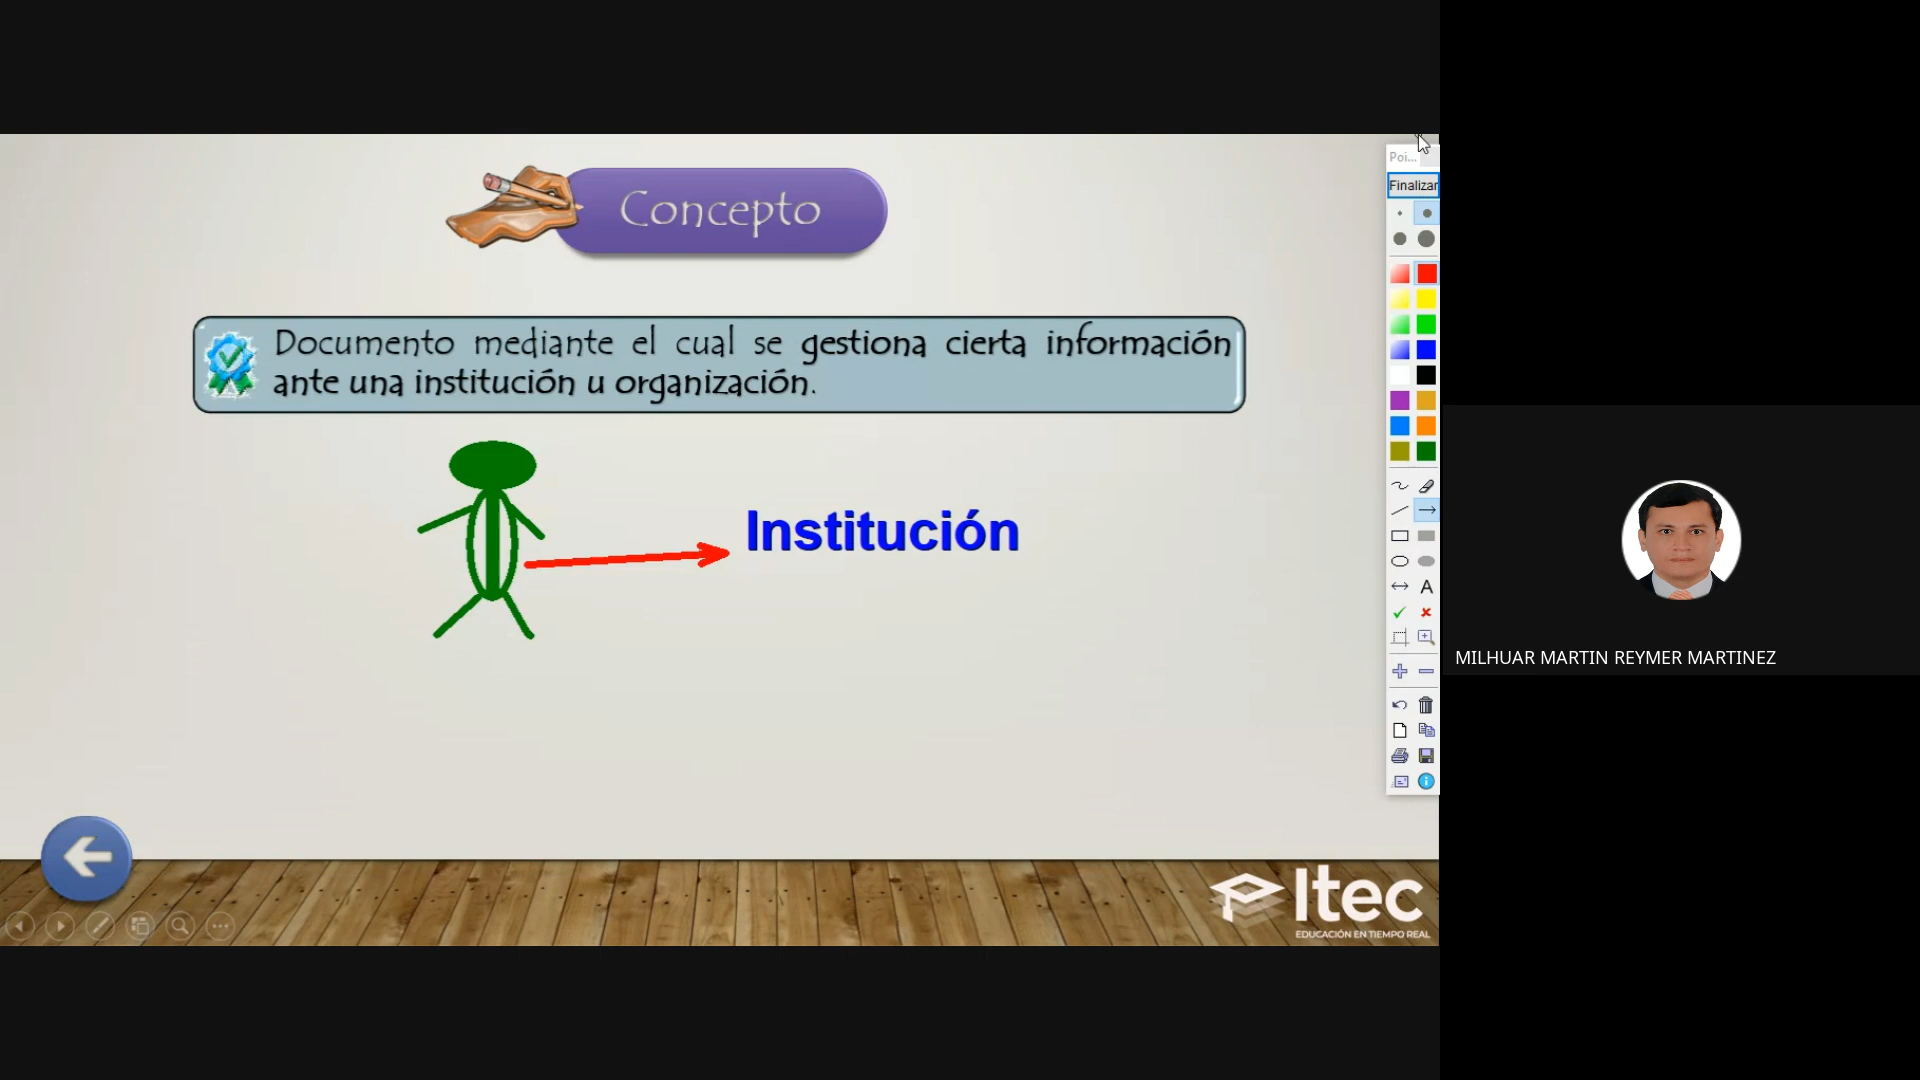 Poi...
Finalizar
Concepto
Documento mediante el cual se gestiona cierta información
ante una institución u organización.
Institución
A
Itec
EDUCACIÓN EN TIEMPO REAL
MILHUAR MARTIN REYMER MARTINEZ